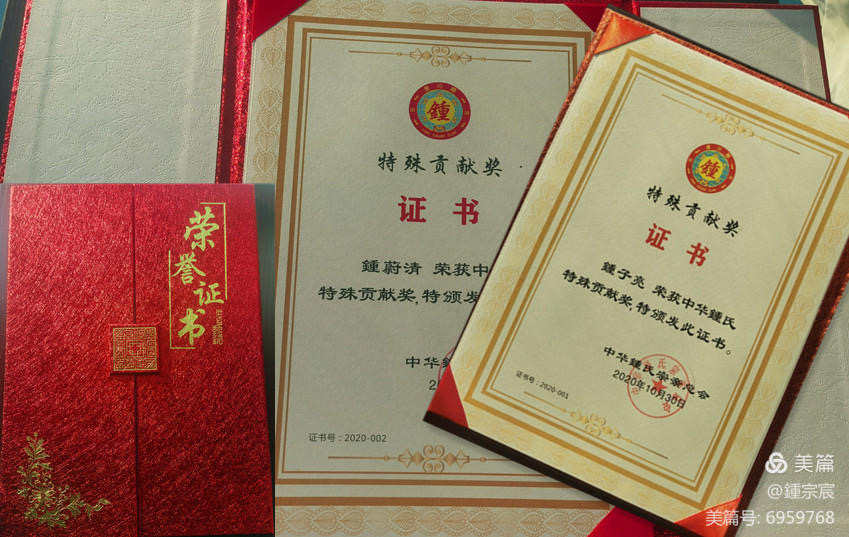 荣誉证书
鍾
特殊贡献奖
证书
鍾蔚清 荣获中
特殊贡献奖,特颁发
中华鍾
2
证书号：2020-002
鍾
特殊贡献奖
证书
鍾子亮 荣获中华鍾氏
特殊贡献奖,特颁发此证书。
中华鍾氏宗亲总会
2020年10月30日
证书号：2020-001
美篇
@鍾宗宸
美篇号: 6959768